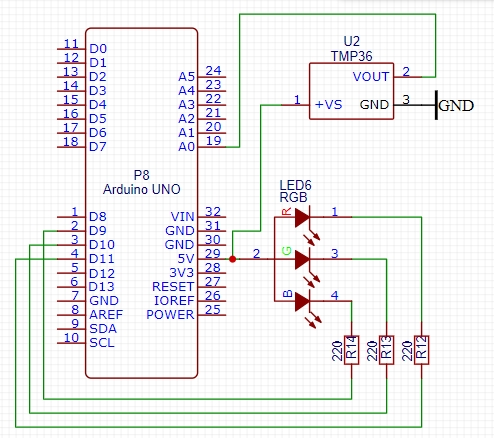 11 D0
12 D1
13 D2 A5 24
14 D3 A4 23
15 D4 A3 22
16 D5 A2 21
17 D6 A1 20
18 D7 A0 19
P8
Arduino UNO
1 D8 VIN 32
2 D9 GND 31
3 D10 GND 30
4 D11 5V 29
5 D12 3V3 28
6 D13 RESET 27
7 GND IOREF 26
8 AREF POWER 25
9 SDA
10 SCL
U2
TMP36
VOUT 2
1 +VS GND 3 GND
LED6
RGB
R 1
2 G 3
B 4
220 R14 220 R13 220 R12